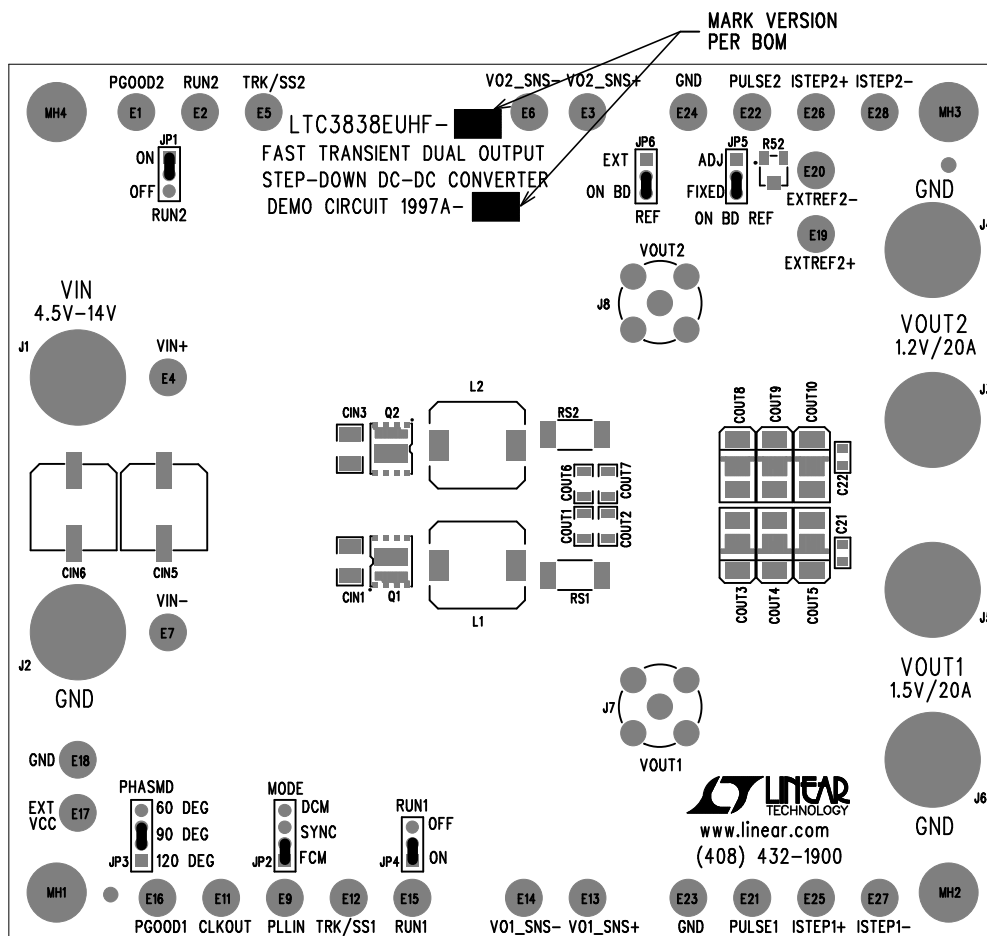 MARK VERSION
PER BOM
PGOOD2
RUN2
TRK/SS2
VO2_SNS-
VO2_SNS+
GND
PULSE2
ISTEP2+
ISTEP2-
MH4
E1
E2
E5
E6
E3
E24
E22
E26
E28
MH3
LTC3838EUHF-
FAST TRANSIENT DUAL OUTPUT
STEP-DOWN DC-DC CONVERTER
DEMO CIRCUIT 1997A-
JP1
ON
OFF
RUN2
JP6
EXT
ON BD
REF
JP5
ADJ
FIXED
ON BD REF
R52
E20
EXTREF2-
E19
EXTREF2+
GND
J4
VOUT2
J8
VIN
4.5V-14V
J1
VIN+
E4
VOUT2
1.2V/20A
J3
CIN3
Q2
L2
RS2
COUT6
COUT7
COUT1
COUT2
COUT8
COUT9
COUT10
C22
C21
CIN6
CIN5
CIN1
Q1
L1
RS1
COUT3
COUT4
COUT5
J5
VIN-
E7
J2
GND
VOUT1
1.5V/20A
J7
VOUT1
J6
GND
GND
E18
EXT
VCC
E17
PHASMD
60 DEG
90 DEG
120 DEG
JP3
MODE
DCM
SYNC
FCM
JP2
RUN1
OFF
ON
JP4
LINEAR
TECHNOLOGY
www.linear.com
(408) 432-1900
MH1
E16
E11
E9
E12
E15
E14
E13
E23
E21
E25
E27
MH2
PGOOD1
CLKOUT
PLLIN
TRK/SS1
RUN1
VO1_SNS-
VO1_SNS+
GND
PULSE1
ISTEP1+
ISTEP1-